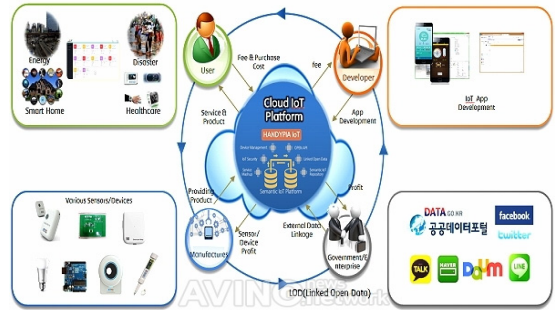 Energy
Disaster
Smart Home
Healthcare
User
Fee & Purchase
Cost
fee
Developer
IoT App
Development
Cloud IoT
Platform
HANDYPIA IoT
Service &
Product
App
Development
Semantic IoT Platform
Various Sensors/Devices
Providing
Product
Profit
Manufactures
Sensor/
Device
Profit
External Data
Linkage
Government/
Enterprise
LOD(Linked Open Data)
DATA.GO.KR
공공데이터포털
facebook
twitter
TALK
NAVER
Daum
LINE
AVING
network